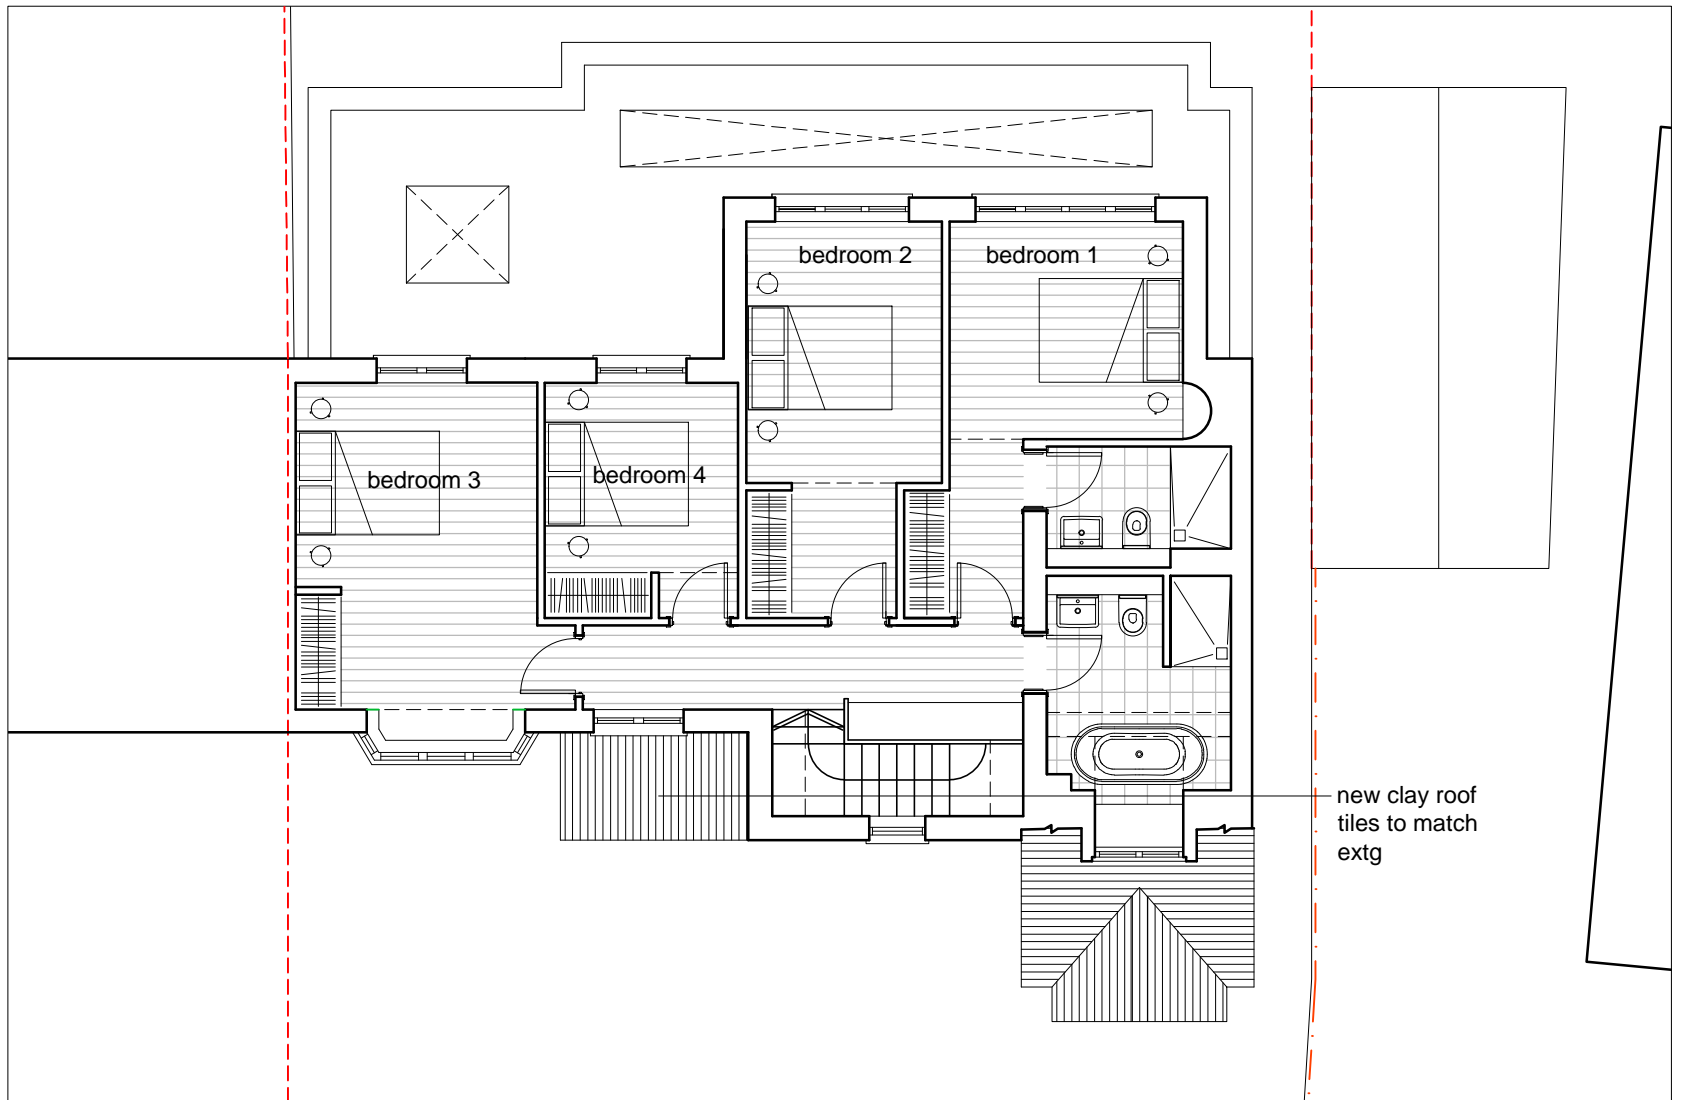 bedroom 2
bedroom 1
bedroom 3
bedroom 4
new clay roof
tiles to match
extg